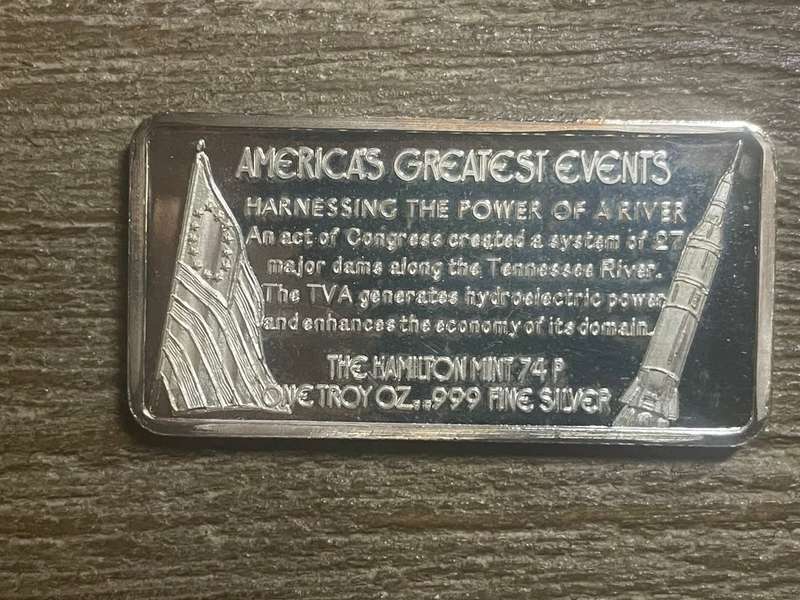 AMERICA'S GREATEST EVENTS
HARNESSING THE POWER OF A RIVER
An act of Congress created a system of 27
major dams along the Tennessee River.
The TVA generates hydroelectric power
and enhances the economy of its domain.
THE HAMILTON MINT 74 P
ONE TROY OZ. .999 FINE SILVER